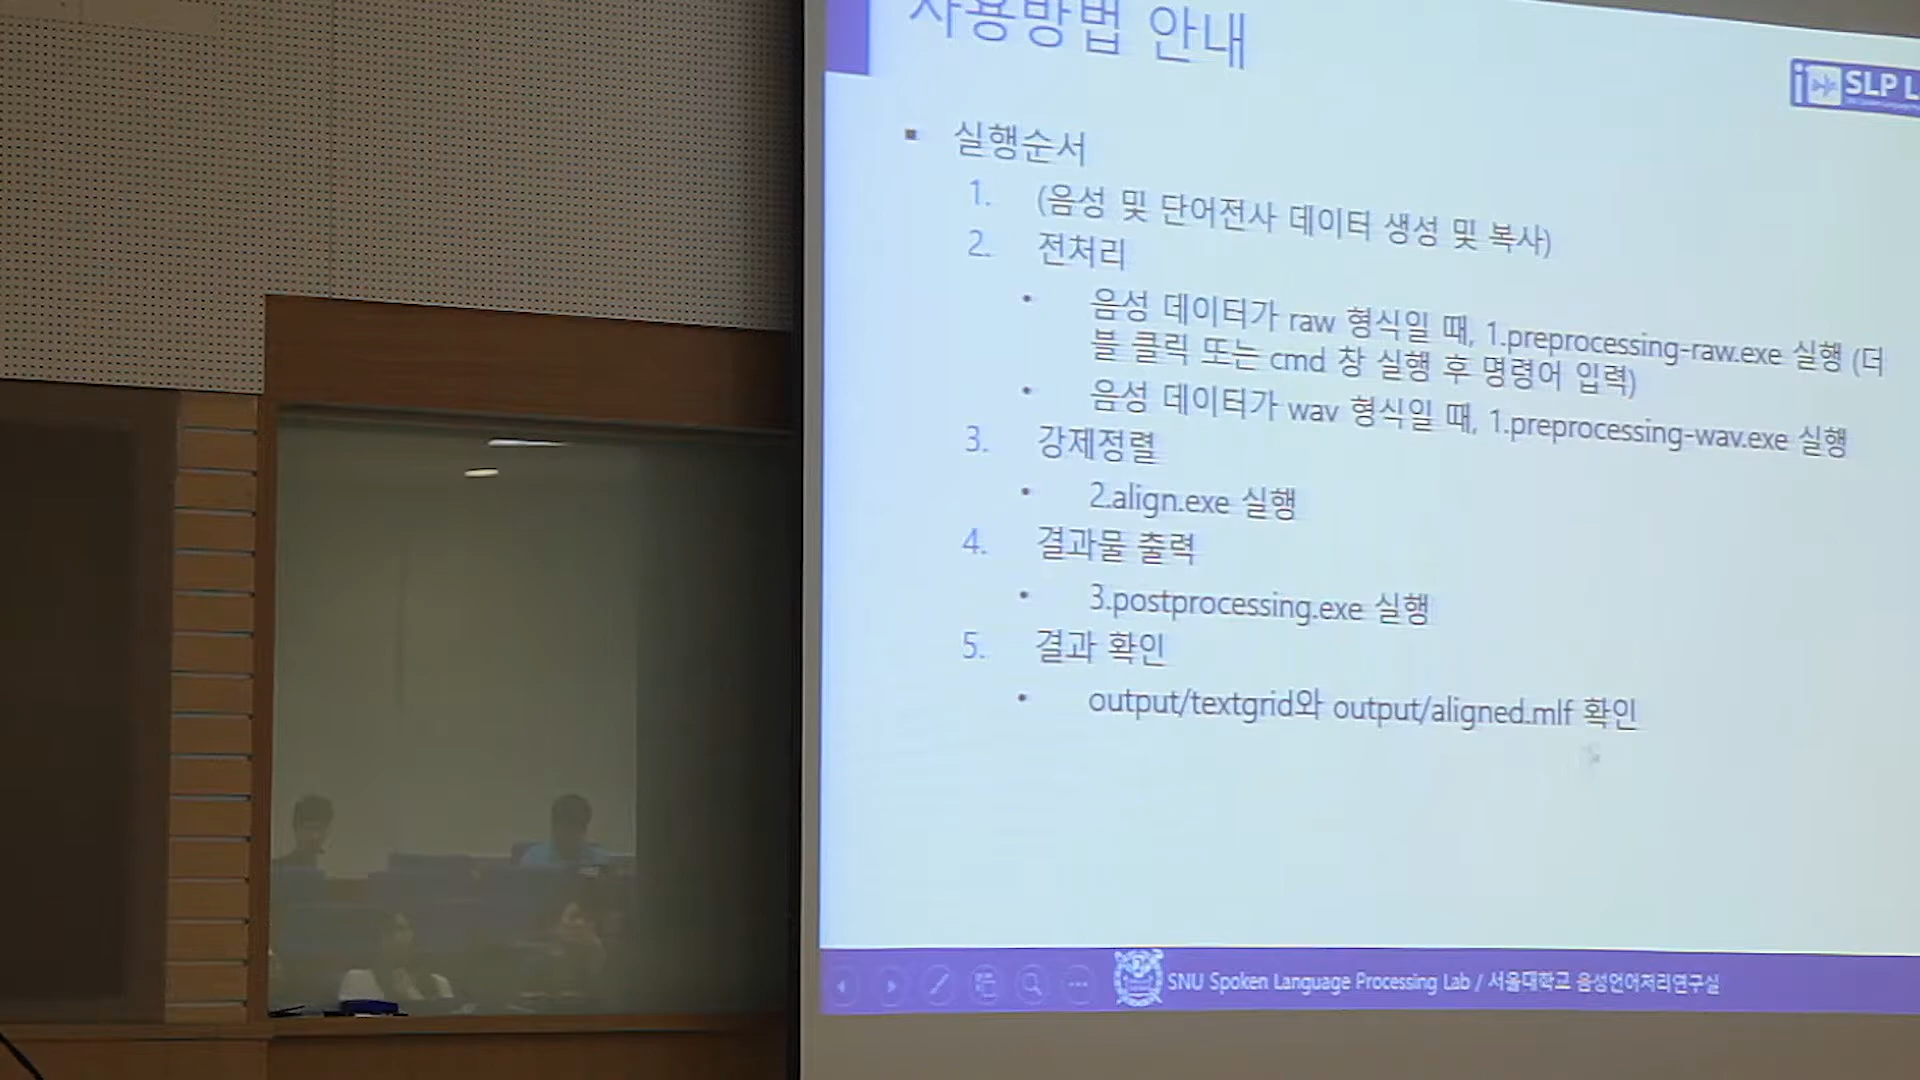 사용방법 안내
SLP L
▪ 실행순서
1. (음성 및 단어전사 데이터 생성 및 복사)
2. 전처리
• 음성 데이터가 raw 형식일 때, 1.preprocessing-raw.exe 실행 (더
블 클릭 또는 cmd 창 실행 후 명령어 입력)
• 음성 데이터가 wav 형식일 때, 1.preprocessing-wav.exe 실행
3. 강제정렬
• 2.align.exe 실행
4. 결과물 출력
• 3.postprocessing.exe 실행
5. 결과 확인
• output/textgrid와 output/aligned.mlf 확인
SNU Spoken Language Processing Lab / 서울대학교 음성언어처리연구실